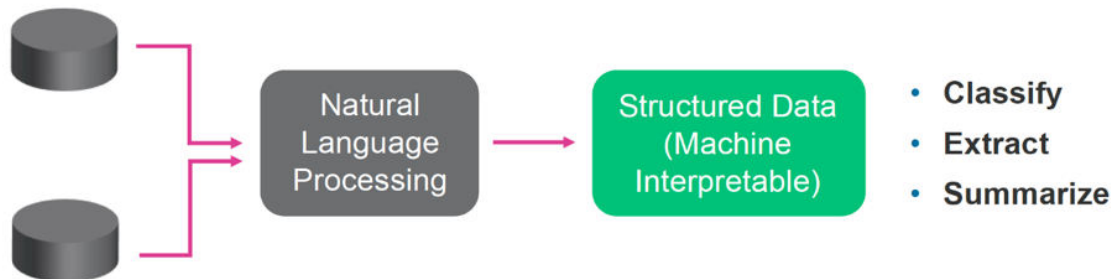 Natural
Language
Processing
Structured Data
(Machine
Interpretable)
• Classify
• Extract
• Summarize